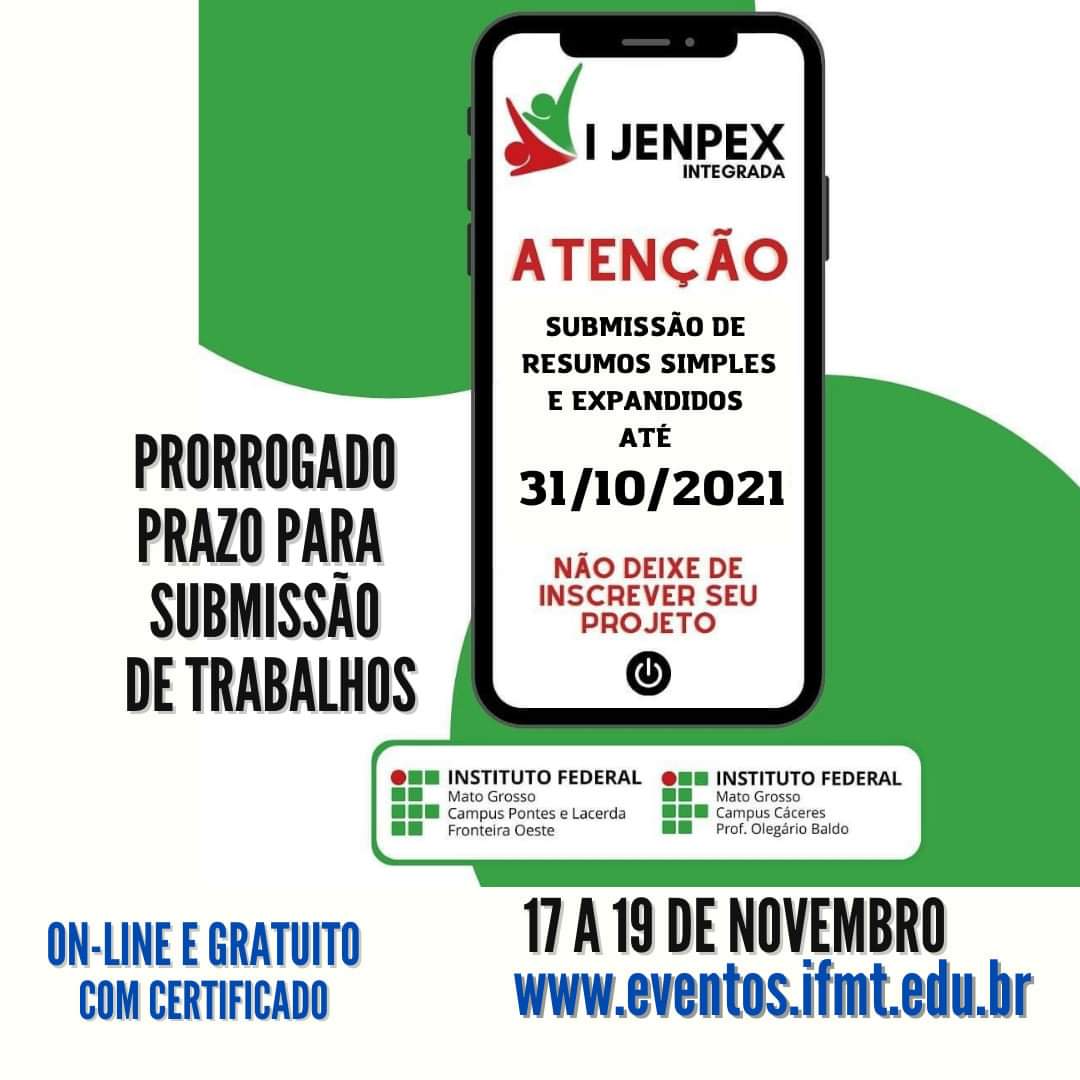 I JENPEX
INTEGRADA
ATENÇÃO
SUBMISSÃO DE
RESUMOS SIMPLES
E EXPANDIDOS
ATÉ
31/10/2021
NÃO DEIXE DE
INSCREVER SEU
PROJETO
PRORROGADO
PRAZO PARA
SUBMISSÃO
DE TRABALHOS
INSTITUTO FEDERAL
Mato Grosso
Campus Pontes e Lacerda
Fronteira Oeste
INSTITUTO FEDERAL
Mato Grosso
Campus Cáceres
Prof. Olegário Baldo
ON-LINE E GRATUITO
COM CERTIFICADO
17 A 19 DE NOVEMBRO
www.eventos.ifmt.edu.br